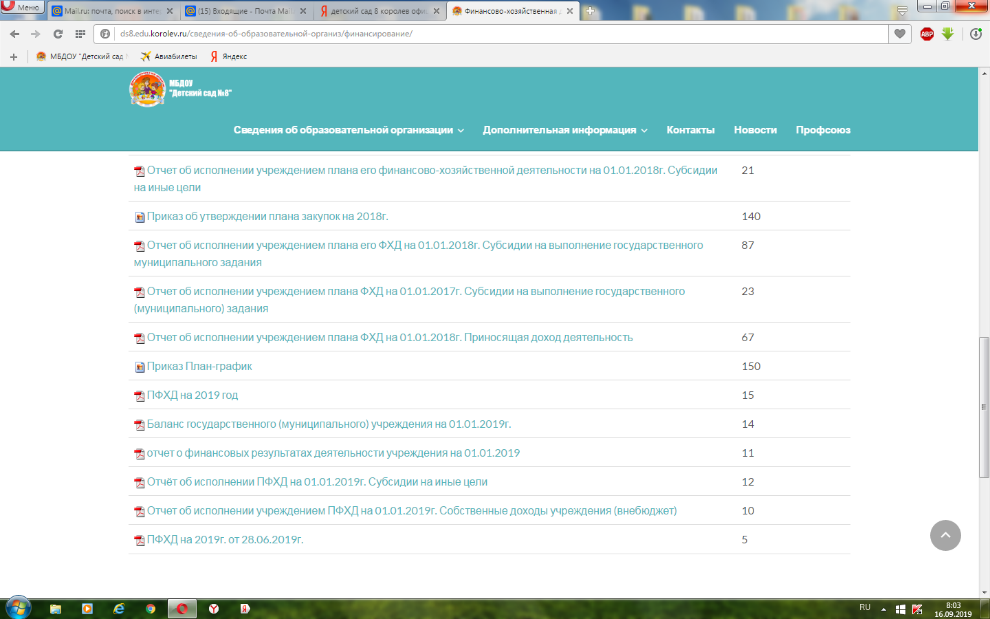 Меню
Mail.ru: почта, поиск в инте
(15) Входящие - Почта Ma
детский сад 8 королев офи
Финансово-хозяйственная д
ds8.edu.korolev.ru/сведения-об-образовательной-организ/финансирование/
ABP
МБДОУ "Детский сад
Авиабилеты
Яндекс
МБДОУ
"Детский сад №8"
Сведения об образовательной организации
Дополнительная информация
Контакты
Новости
Профсоюз
Отчет об исполнении учреждением плана его финансово-хозяйственной деятельности на 01.01.2018г. Субсидии 21
на иные цели
Приказ об утверждении плана закупок на 2018г. 140
Отчет об исполнении учреждением плана его ФХД на 01.01.2018г. Субсидии на выполнение государственного 87
муниципального задания
Отчет об исполнении учреждением плана ФХД на 01.01.2017г. Субсидии на выполнение государственного 23
(муниципального) задания
Отчет об исполнении учреждением плана ФХД на 01.01.2018г. Приносящая доход деятельность 67
Приказ План-график 150
ПФХД на 2019 год 15
Баланс государственного (муниципального) учреждения на 01.01.2019г. 14
отчет о финансовых результатах деятельности учреждения на 01.01.2019 11
Отчёт об исполнении ПФХД на 01.01.2019г. Субсидии на иные цели 12
Отчет об исполнении учреждением ПФХД на 01.01.2019г. Собственные доходы учреждения (внебюджет) 10
ПФХД на 2019г. от 28.06.2019г. 5
RU
8:03
16.09.2019